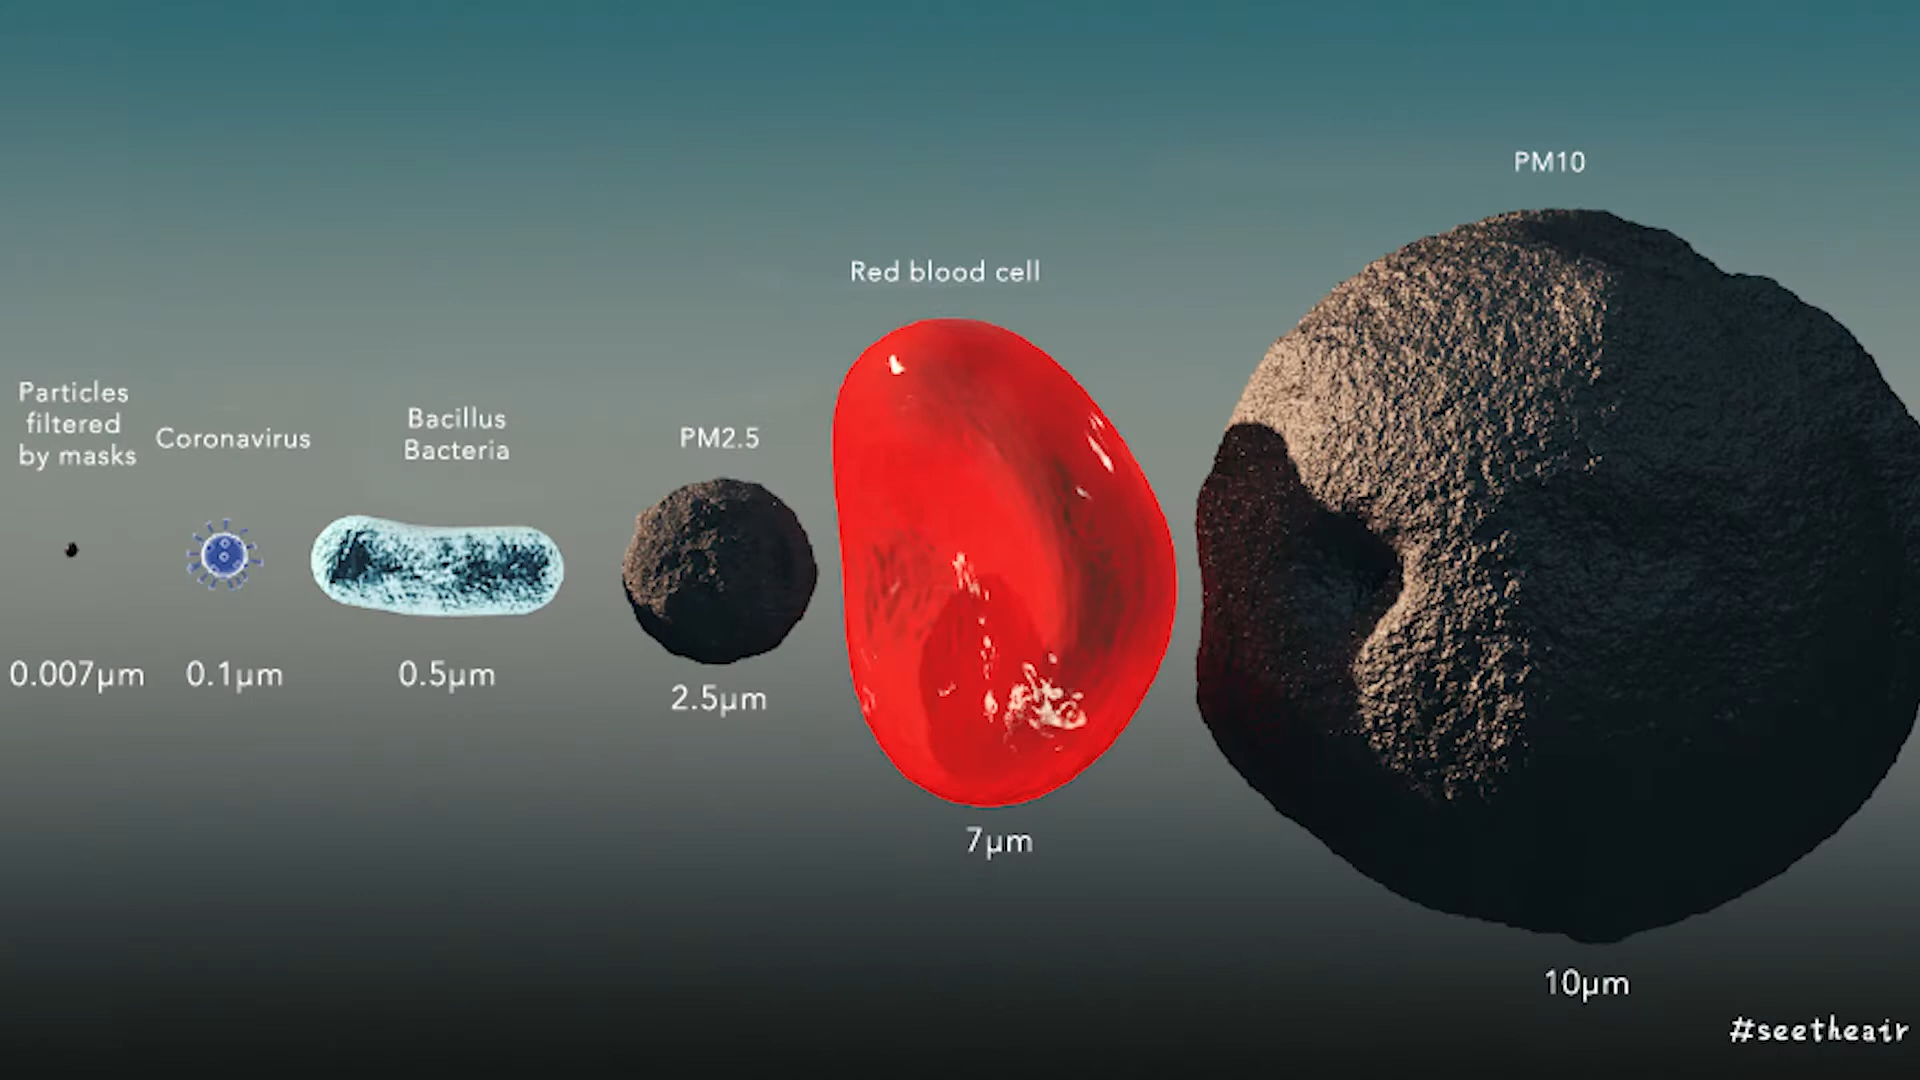 Particles
filtered
by masks
0.007µm
Coronavirus
0.1µm
Bacillus
Bacteria
0.5µm
PM2.5
2.5µm
Red blood cell
7µm
PM10
10µm
#seetheair